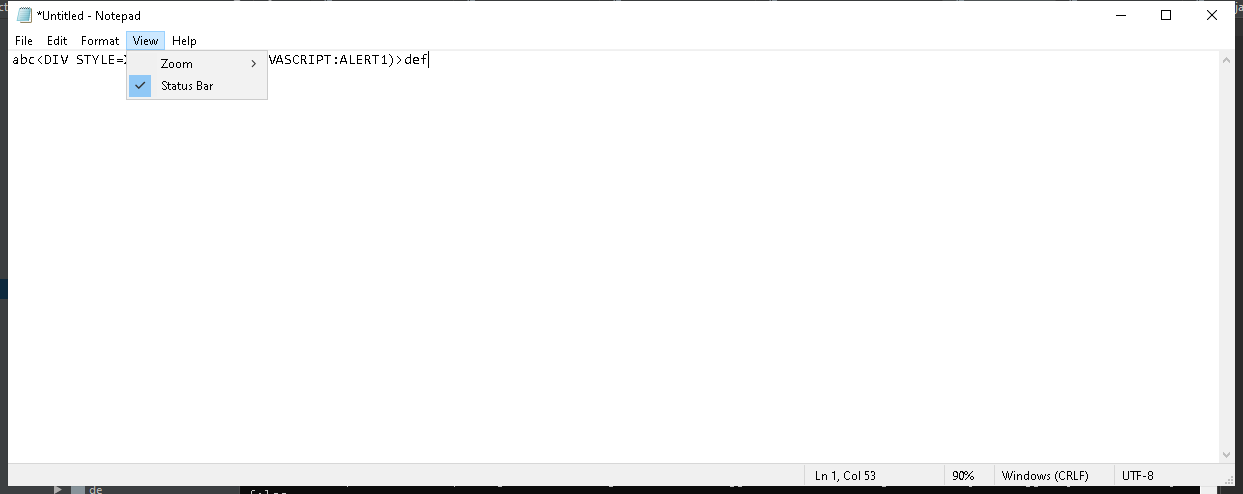 *Untitled - Notepad
File Edit Format View Help
abc<DIV STYLE= VASCRIPT:ALERT1)>def
Zoom
Status Bar
Ln 1, Col 53 90% Windows (CRLF) UTF-8
de